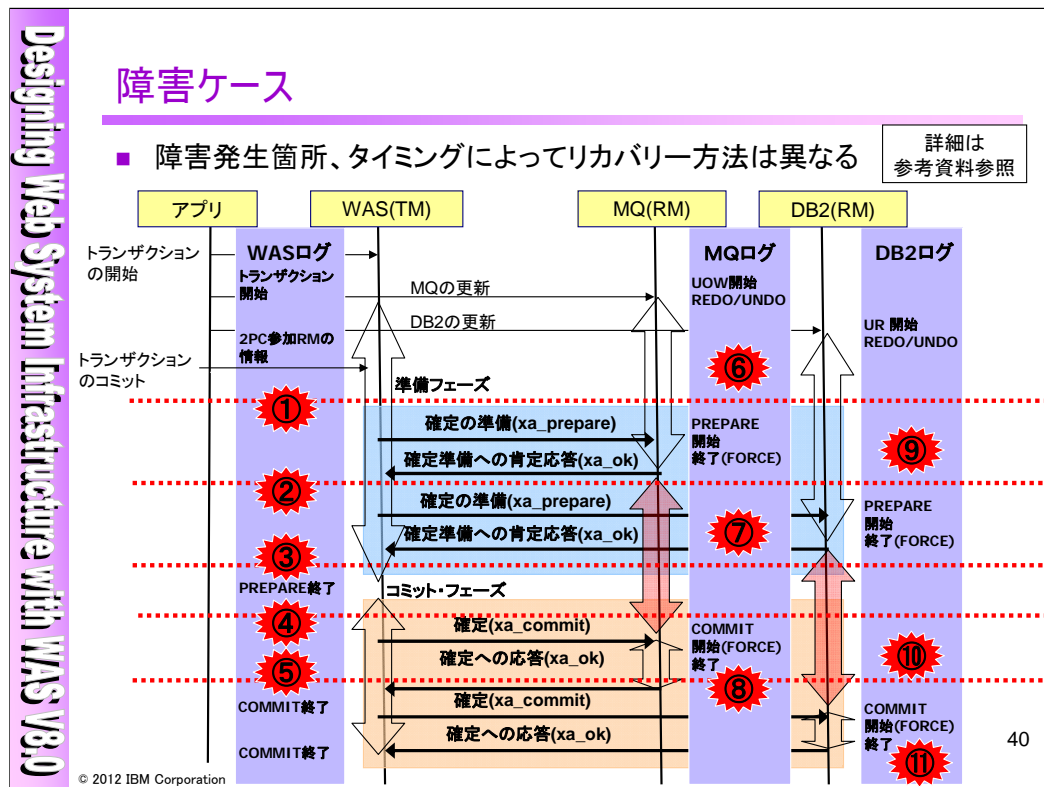 Designing Web System Infrastructure with WAS V8.0
障害ケース
■ 障害発生箇所、タイミングによってリカバリー方法は異なる
詳細は
参考資料参照
アプリ
WAS(TM)
MQ(RM)
DB2(RM)
トランザクション
の開始
WASログ
トランザクション
開始
MQログ
UOW開始
REDO/UNDO
DB2ログ
MQの更新
DB2の更新
UR 開始
REDO/UNDO
2PC参加RMの
情報
トランザクション
のコミット
⑥
準備フェーズ
①
確定の準備(xa_prepare)
PREPARE
開始
終了(FORCE)
⑨
確定準備への肯定応答(xa_ok)
②
確定の準備(xa_prepare)
PREPARE
開始
終了(FORCE)
⑦
確定準備への肯定応答(xa_ok)
③
PREPARE終了
コミット・フェーズ
④
確定(xa_commit)
COMMIT
開始(FORCE)
終了
確定への応答(xa_ok)
⑩
⑤
⑧
COMMIT終了
確定(xa_commit)
COMMIT
開始(FORCE)
終了
確定への応答(xa_ok)
COMMIT終了
⑪
40
© 2012 IBM Corporation